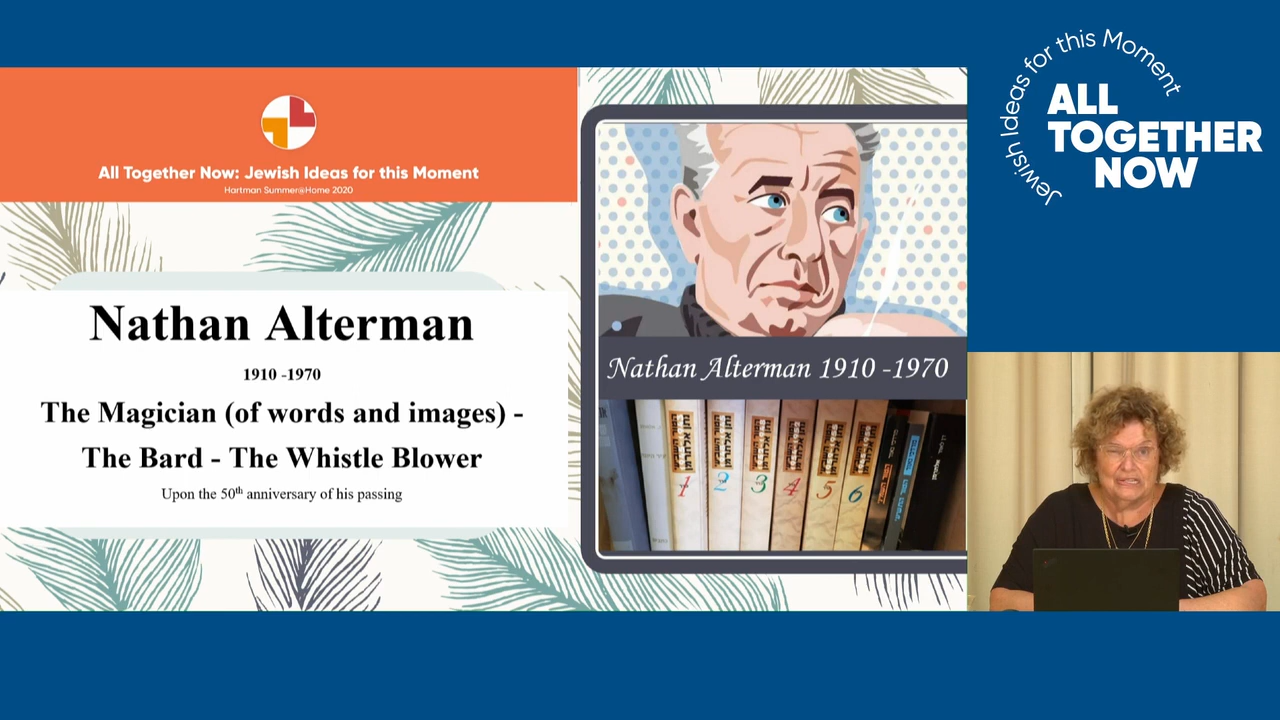 All Together Now: Jewish Ideas for this Moment
Hartman Summer@Home 2020
Nathan Alterman
1910 -1970
The Magician (of words and images) -
The Bard - The Whistle Blower
Upon the 50th anniversary of his passing
Nathan Alterman 1910 -1970
1 2 3 4 5 6
Jewish Ideas for this Moment
ALL
TOGETHER
NOW